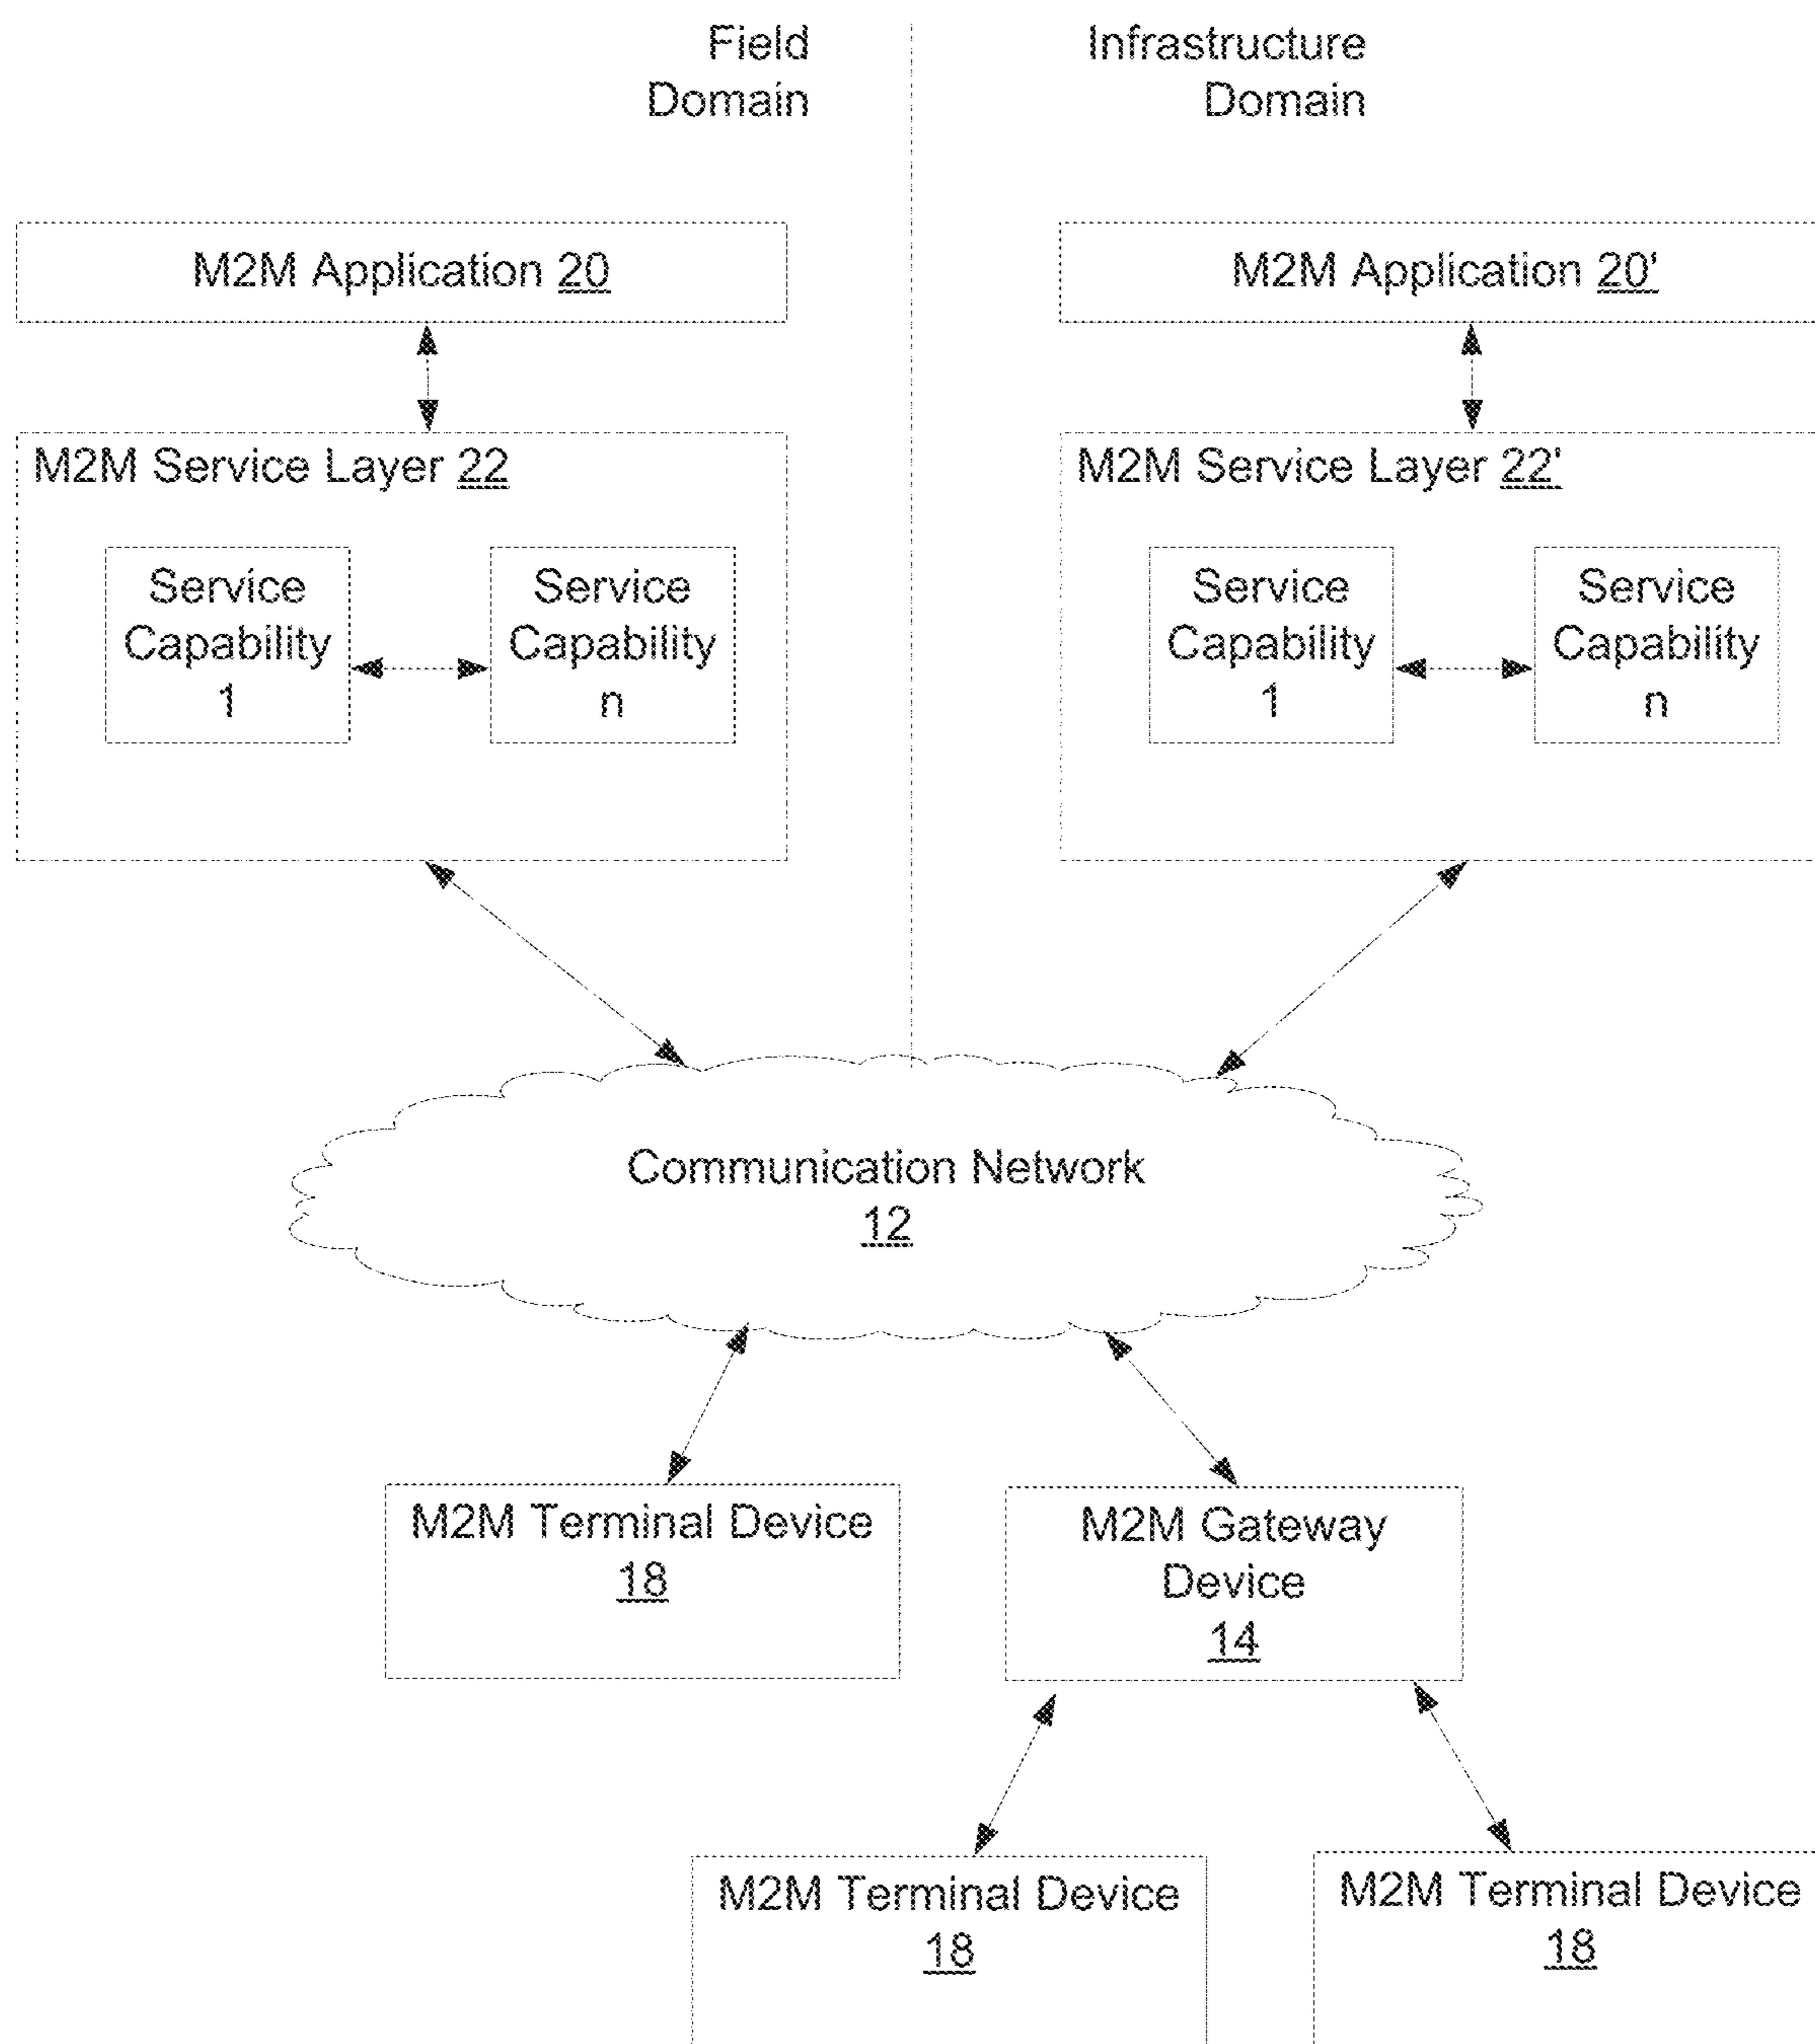 Field
Domain
Infrastructure
Domain
M2M Application 20
M2M Application 20'
M2M Service Layer 22
Service
Capability
1
Service
Capability
n
M2M Service Layer 22'
Service
Capability
1
Service
Capability
n
Communication Network
12
M2M Terminal Device
18
M2M Gateway
Device
14
M2M Terminal Device
18
M2M Terminal Device
18